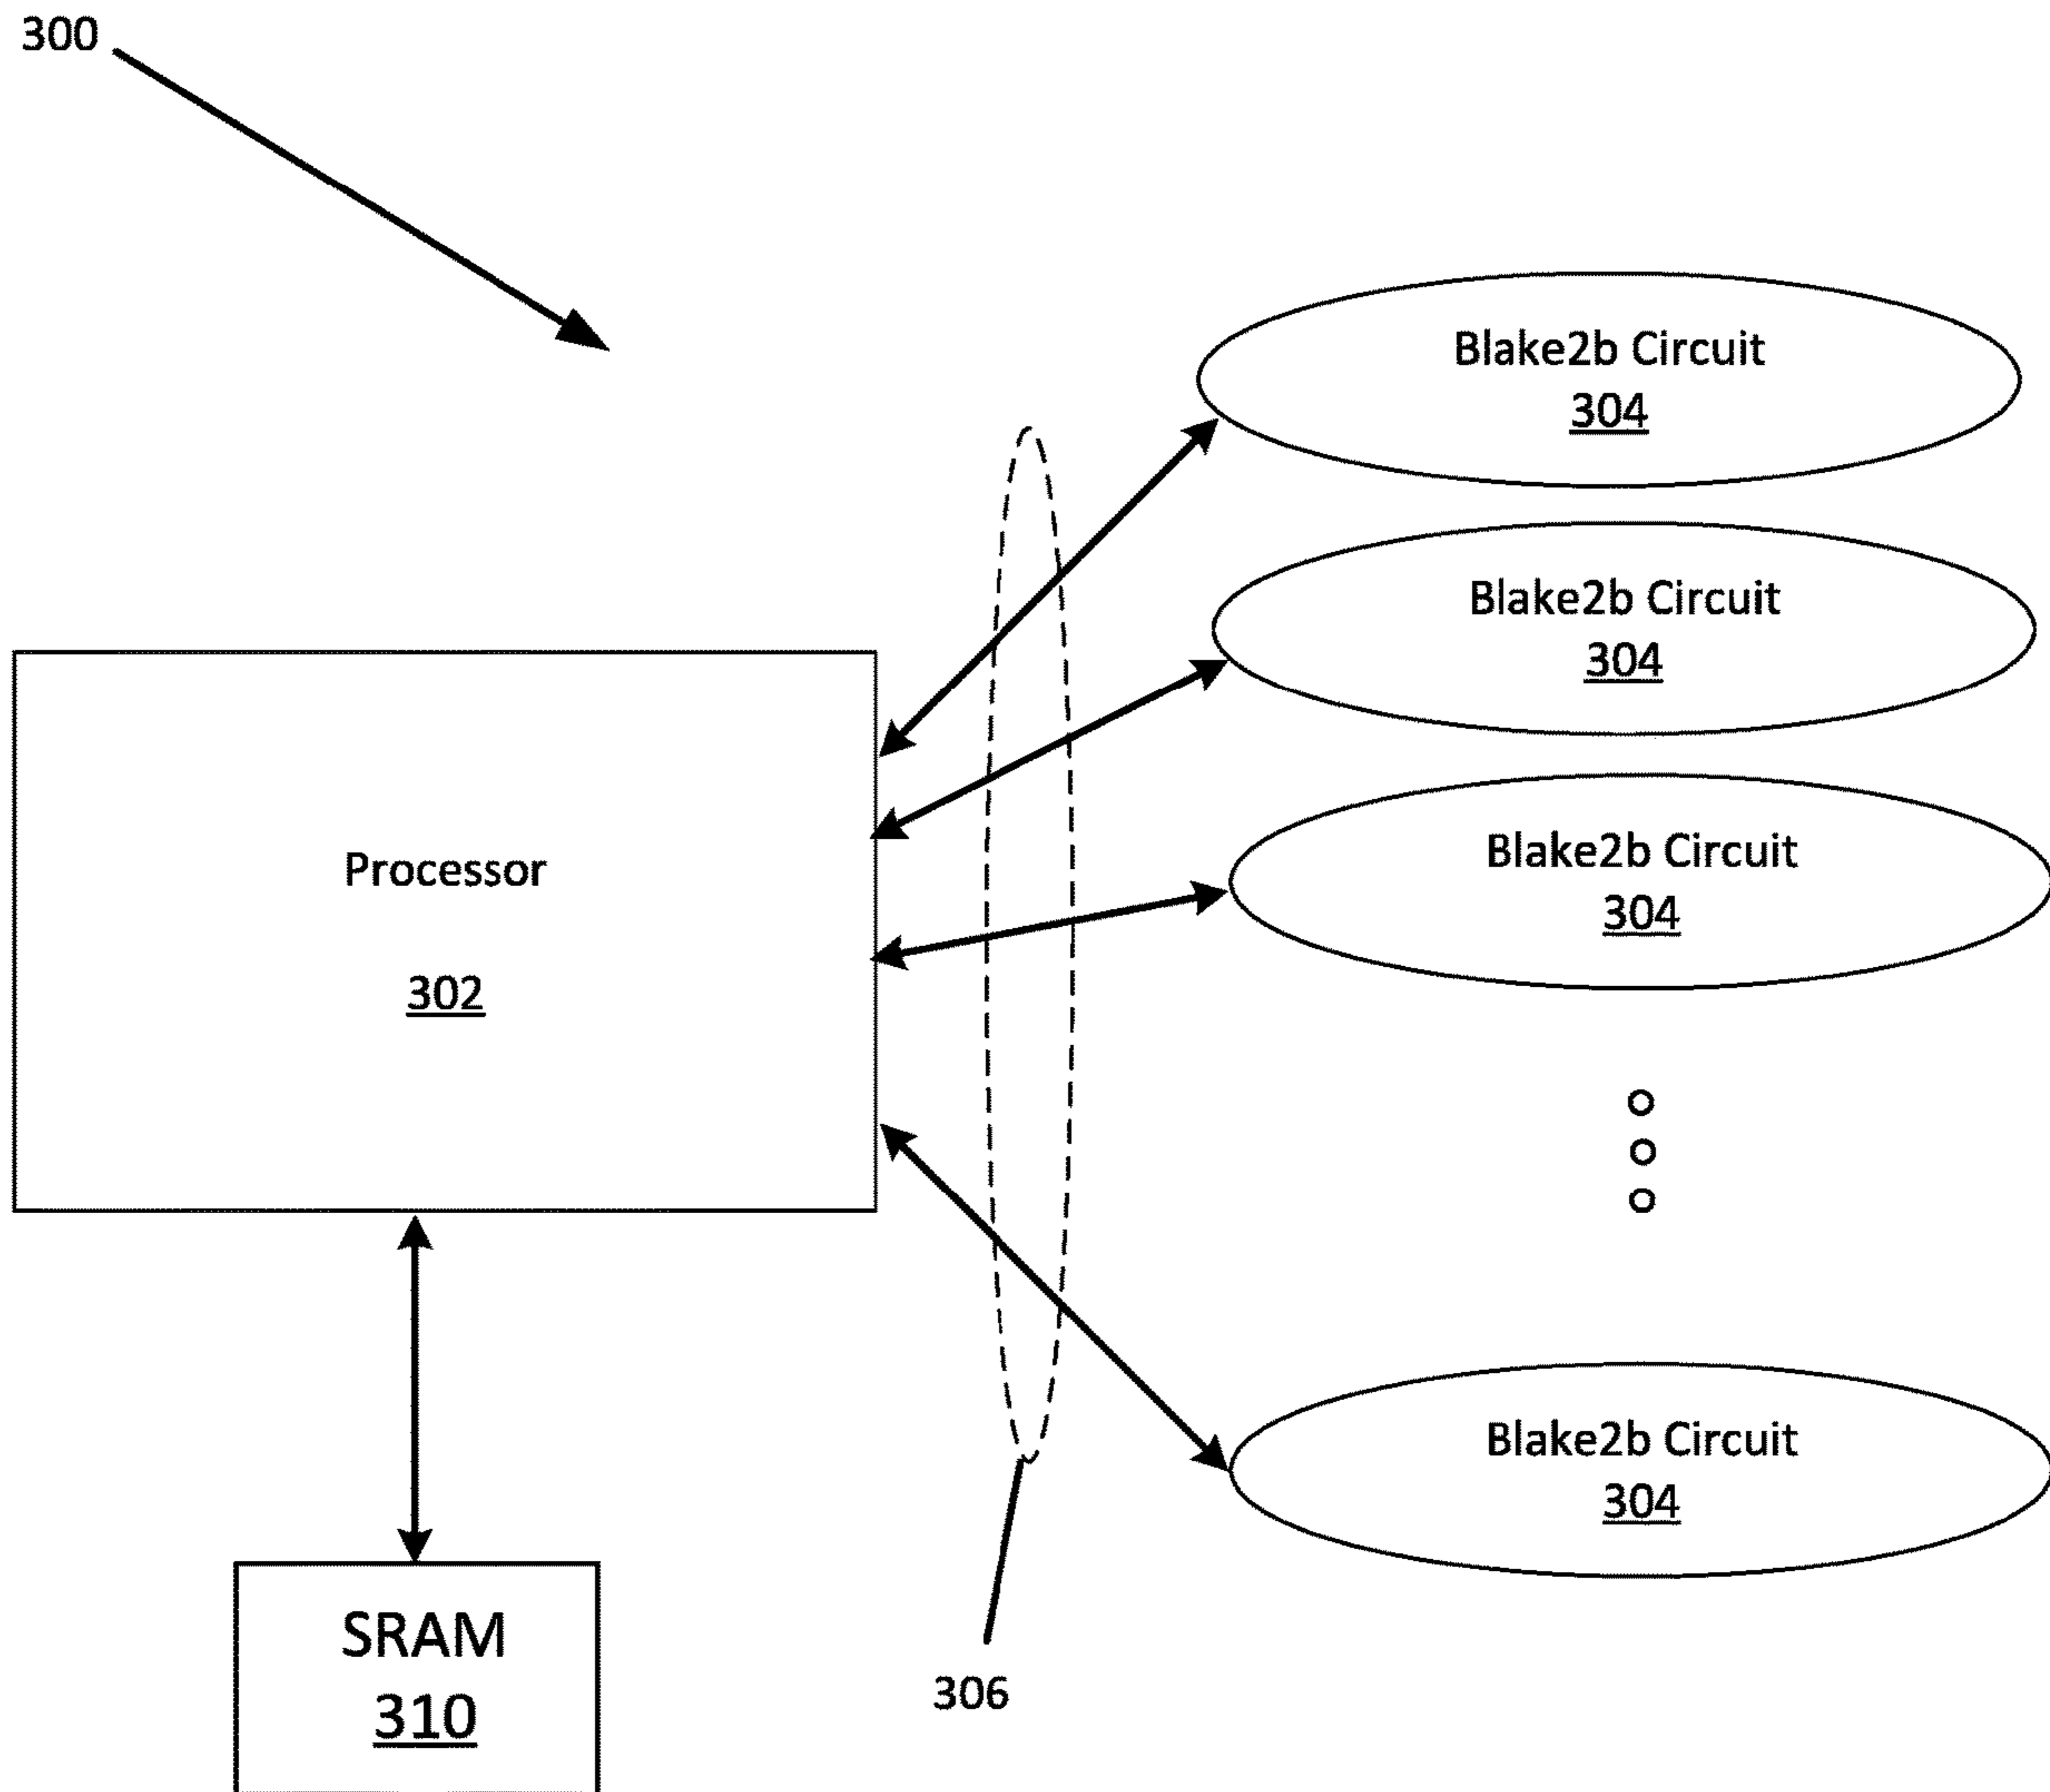 300
Blake2b Circuit
304
Blake2b Circuit
304
Processor
302
Blake2b Circuit
304
Blake2b Circuit
304
SRAM
310
306